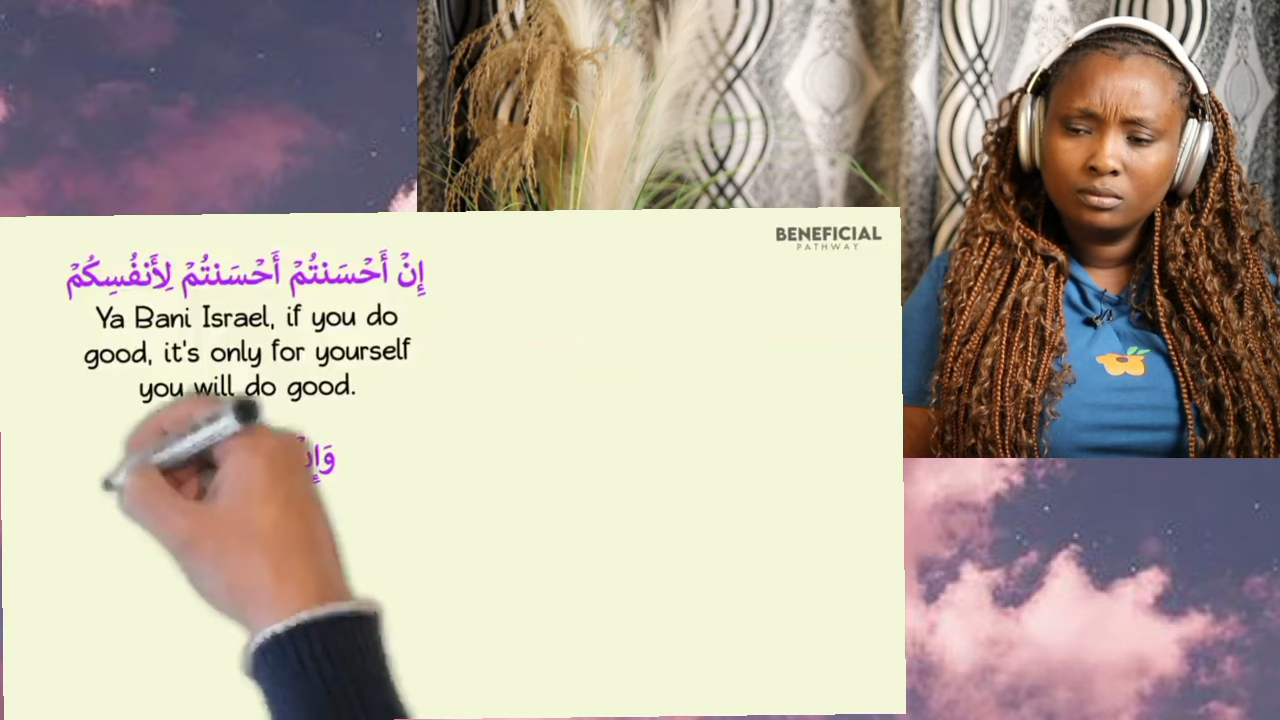 BENEFICIAL
PATHWAY
إِنْ أَحْسَنتُمْ أَحْسَنتُمْ لِأَنفُسِكُمْ
Ya Bani Israel, if you do
good, it's only for yourself
you will do good.